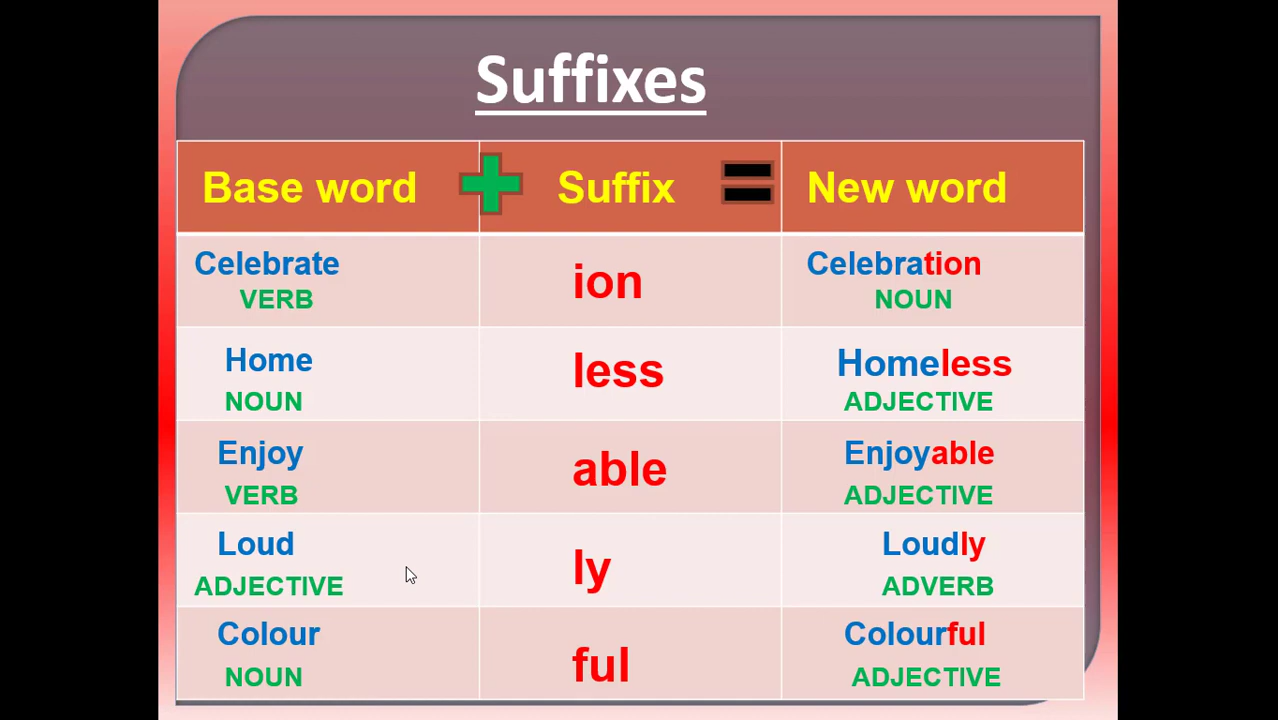 Suffixes
Base word + Suffix = New word
Celebrate ion Celebration
VERB NOUN
Home less Homeless
NOUN ADJECTIVE
Enjoy able Enjoyable
VERB ADJECTIVE
Loud ly Loudly
ADJECTIVE ADVERB
Colour ful Colourful
NOUN ADJECTIVE